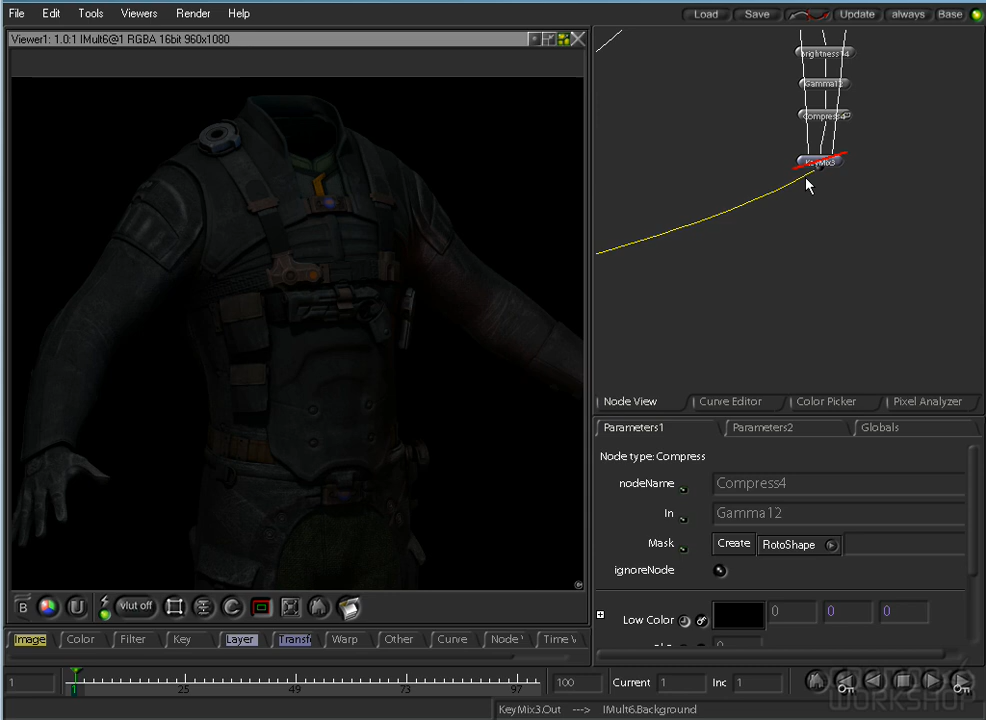 File Edit Tools Viewers Render Help Load Save Update always Base
Viewer1: 1.0:1 IMult6@1 RGBA 16bit 960x1080
Brightness14
Gamma12
Compress4
KeyMix3
Node View Curve Editor Color Picker Pixel Analyzer
Parameters1 Parameters2 Globals
Node type: Compress
nodeName Compress4
In Gamma12
Mask Create RotoShape
ignoreNode
Low Color 0 0 0
B U vlut off
Image Color Filter Key Layer Transf Warp Other Curve Node Time V
1 1 25 49 73 97 100 Current 1 Inc 1
KeyMix3.Out ---> IMult6.Background
WORKSHOP